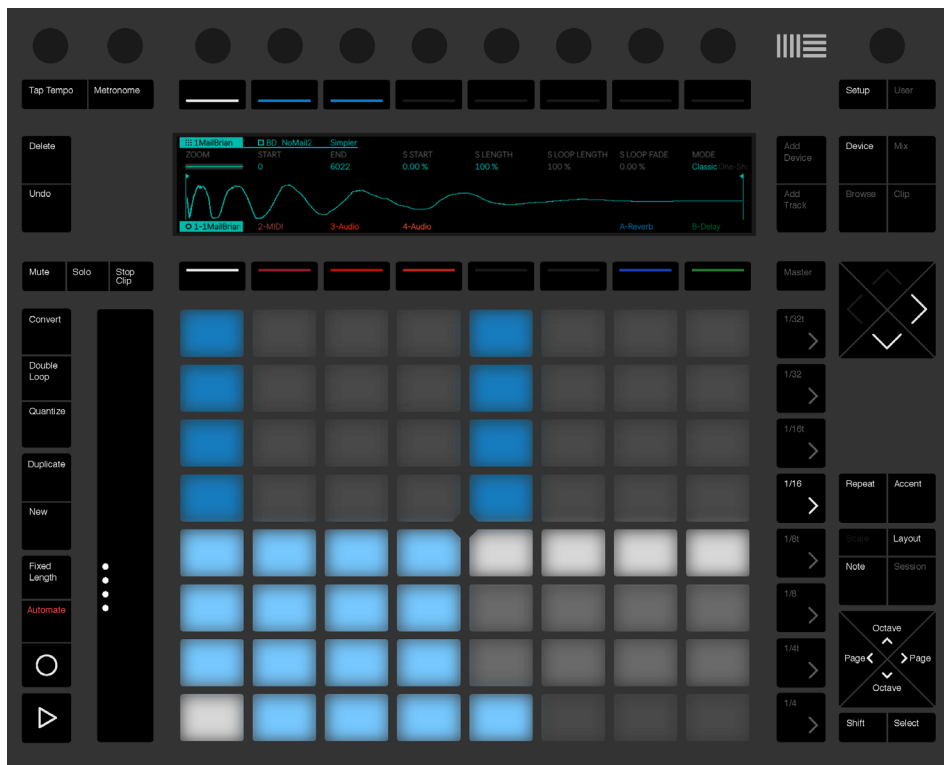 Tap Tempo Metronome Setup User
Delete 1MailBrian BD_NoMail2 Simpler Add Device Device Mix
ZOOM START END S START S LENGTH S LOOP LENGTH S LOOP FADE MODE
0 6022 0.00 % 100 % 100 % 0.00 % Classic One-Sh
Undo Add Track Browse Clip
1-1MailBriar 2-MIDI 3-Audio 4-Audio A-Reverb B-Delay
Mute Solo Stop Clip Master
Convert 1/32t
Double Loop 1/32
Quantize 1/16t
Duplicate 1/16 Repeat Accent
New
1/8t Scale Layout
Fixed Length Note Session
Automate 1/8
Octave
1/4t Page Page
Octave
1/4 Shift Select